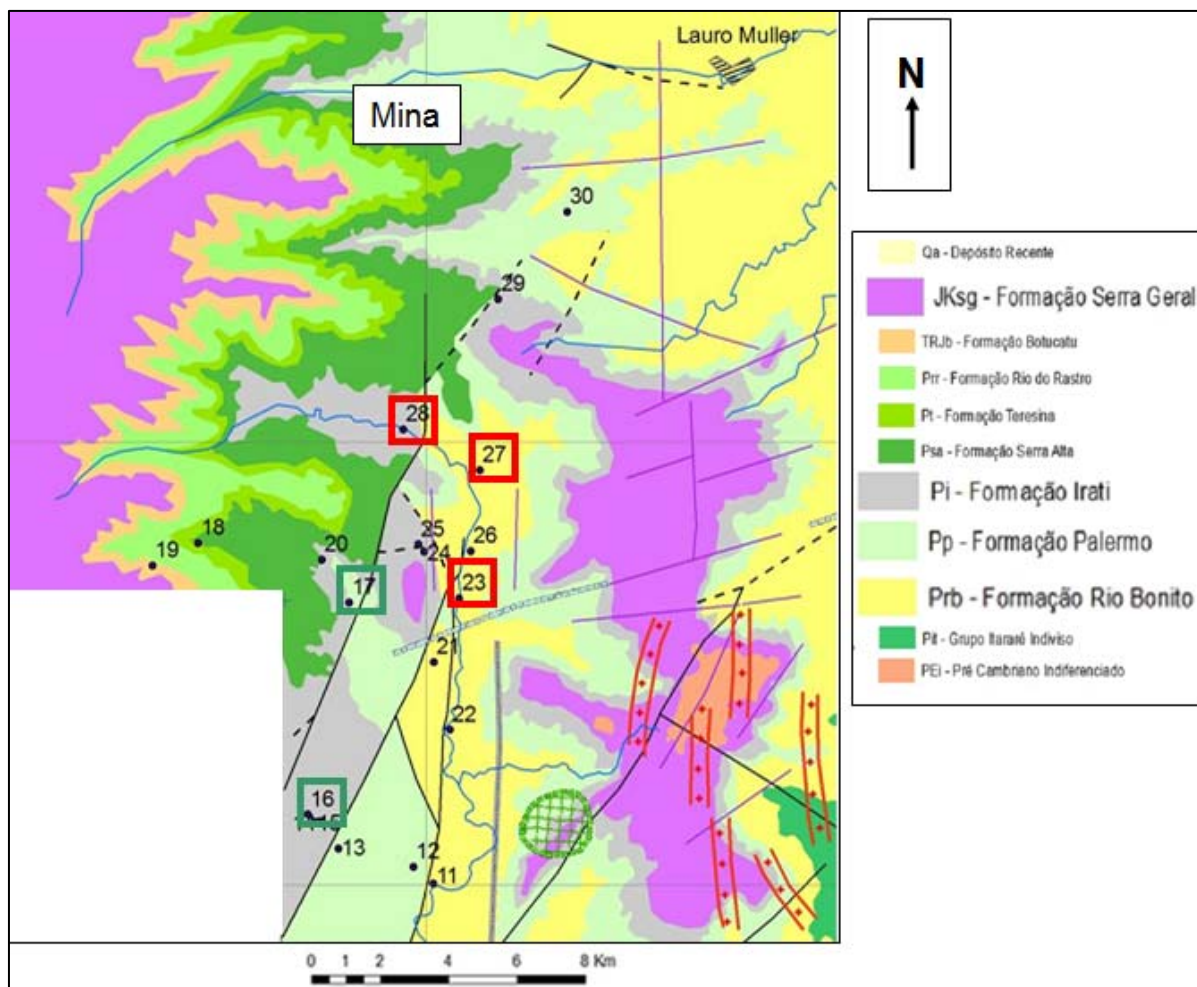 Lauro Muller
N
Mina
30
29
28
27
25
24
26
18
19
20
17
23
21
22
16
13
12
11
0 1 2 4 6 8 Km
Qa - Depósito Recente
JKsg - Formação Serra Geral
TRJb - Formação Botucatu
Prr - Formação Rio do Rastro
Pt - Formação Teresina
Psa - Formação Serra Alta
Pi - Formação Irati
Pp - Formação Palermo
Prb - Formação Rio Bonito
Pit - Grupo Itararé Indiviso
PEi - Pré Cambriano Indiferenciado